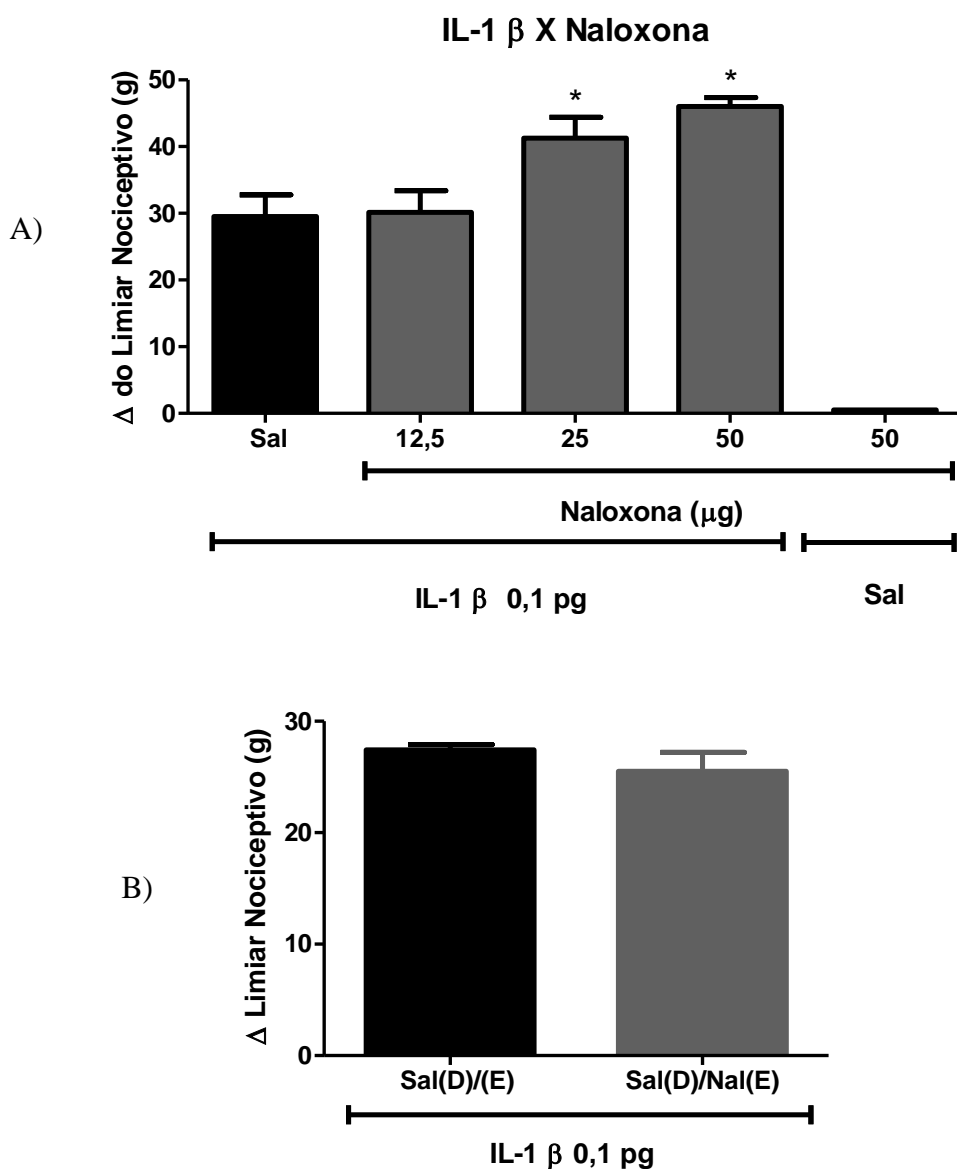 IL-1 β X Naloxona
A)
Δ do Limiar Nociceptivo (g)
50
40
30
20
10
0
Sal 12,5 25 50 50
* *
Naloxona (μg)
IL-1 β 0,1 pg Sal
B)
Δ Limiar Nociceptivo (g)
30
20
10
0
Sal(D)/(E) Sal(D)/Nal(E)
IL-1 β 0,1 pg